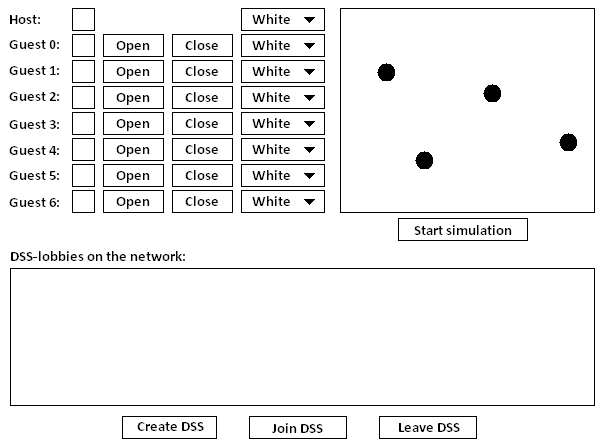 Host: White
Guest 0: Open Close White
Guest 1: Open Close White
Guest 2: Open Close White
Guest 3: Open Close White
Guest 4: Open Close White
Guest 5: Open Close White
Guest 6: Open Close White
Start simulation
DSS-lobbies on the network:
Create DSS Join DSS Leave DSS